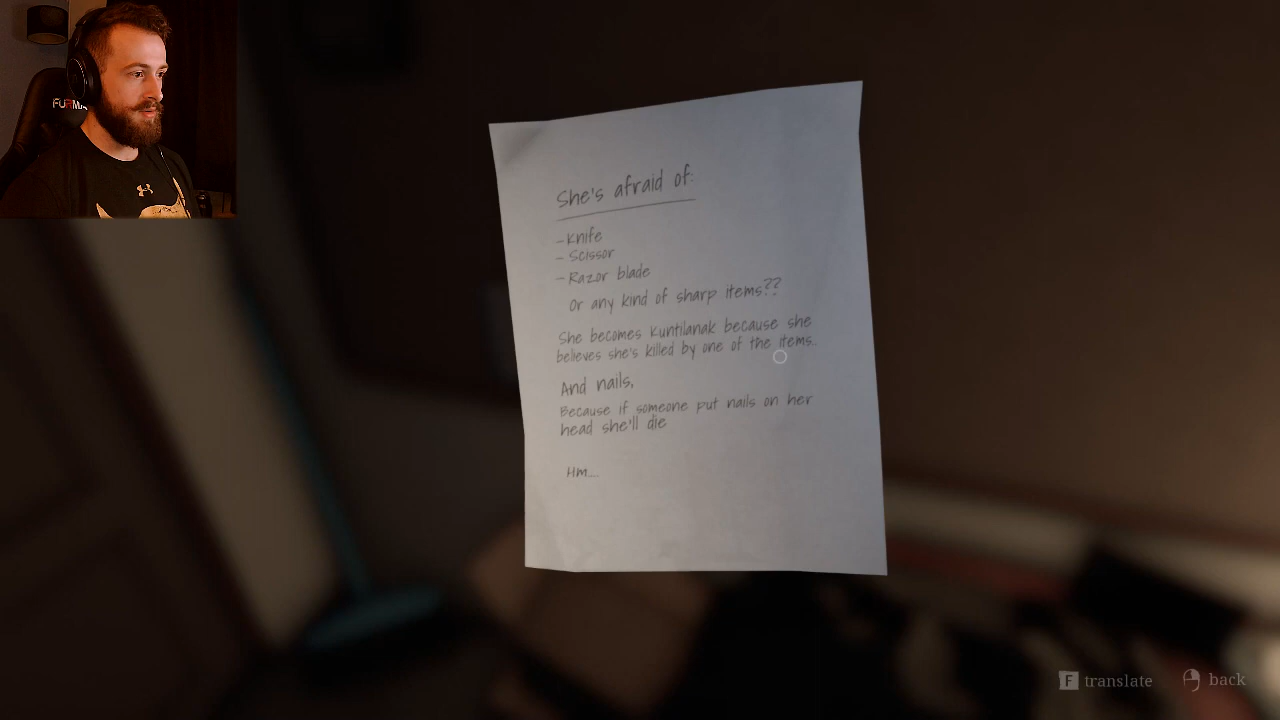 FURMA
She's afraid of:
- Knife
- Scissor
- Razor blade
Or any kind of sharp items??
She becomes Kuntilanak because she
believes she's killed by one of the items..
And nails,
Because if someone put nails on her
head she'll die
Hm....
F translate
back